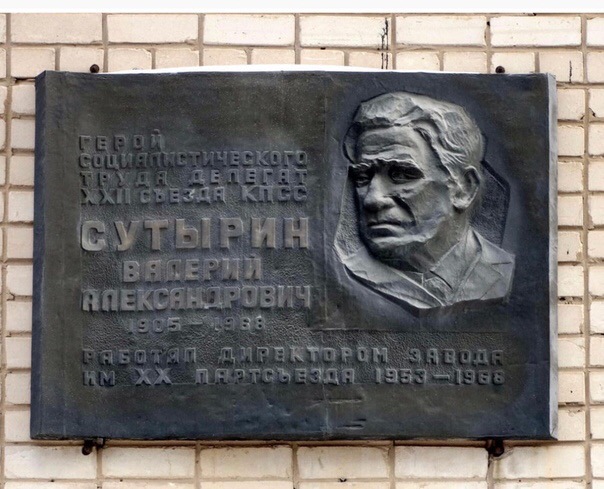 ГЕРОЙ
СОЦИАЛИСТИЧЕСКОГО
ТРУДА ДЕЛЕГАТ
XXII СЪЕЗДА КПСС
СУТЫРИН
ВАЛЕРИЙ
АЛЕКСАНДРОВИЧ
1905 — 1988
РАБОТАЛ ДИРЕКТОРОМ ЗАВОДА
ИМ XX ПАРТСЪЕЗДА 1953—1968